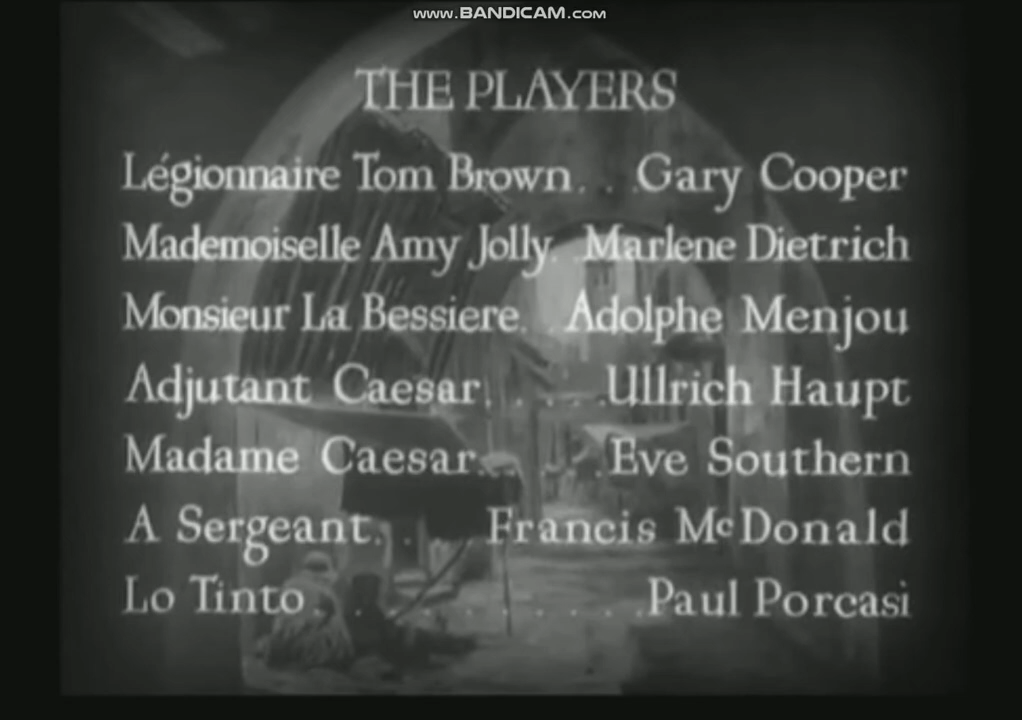 www.BANDICAM.com
THE PLAYERS
Légionnaire Tom Brown. . . Gary Cooper
Mademoiselle Amy Jolly. . Marlene Dietrich
Monsieur La Bessiere. . Adolphe Menjou
Adjutant Caesar. . . . .Ullrich Haupt
Madame Caesar. . . . .Eve Southern
A Sergeant. . Francis McDonald
Lo Tinto. . . . . . . . . . .Paul Porcasi